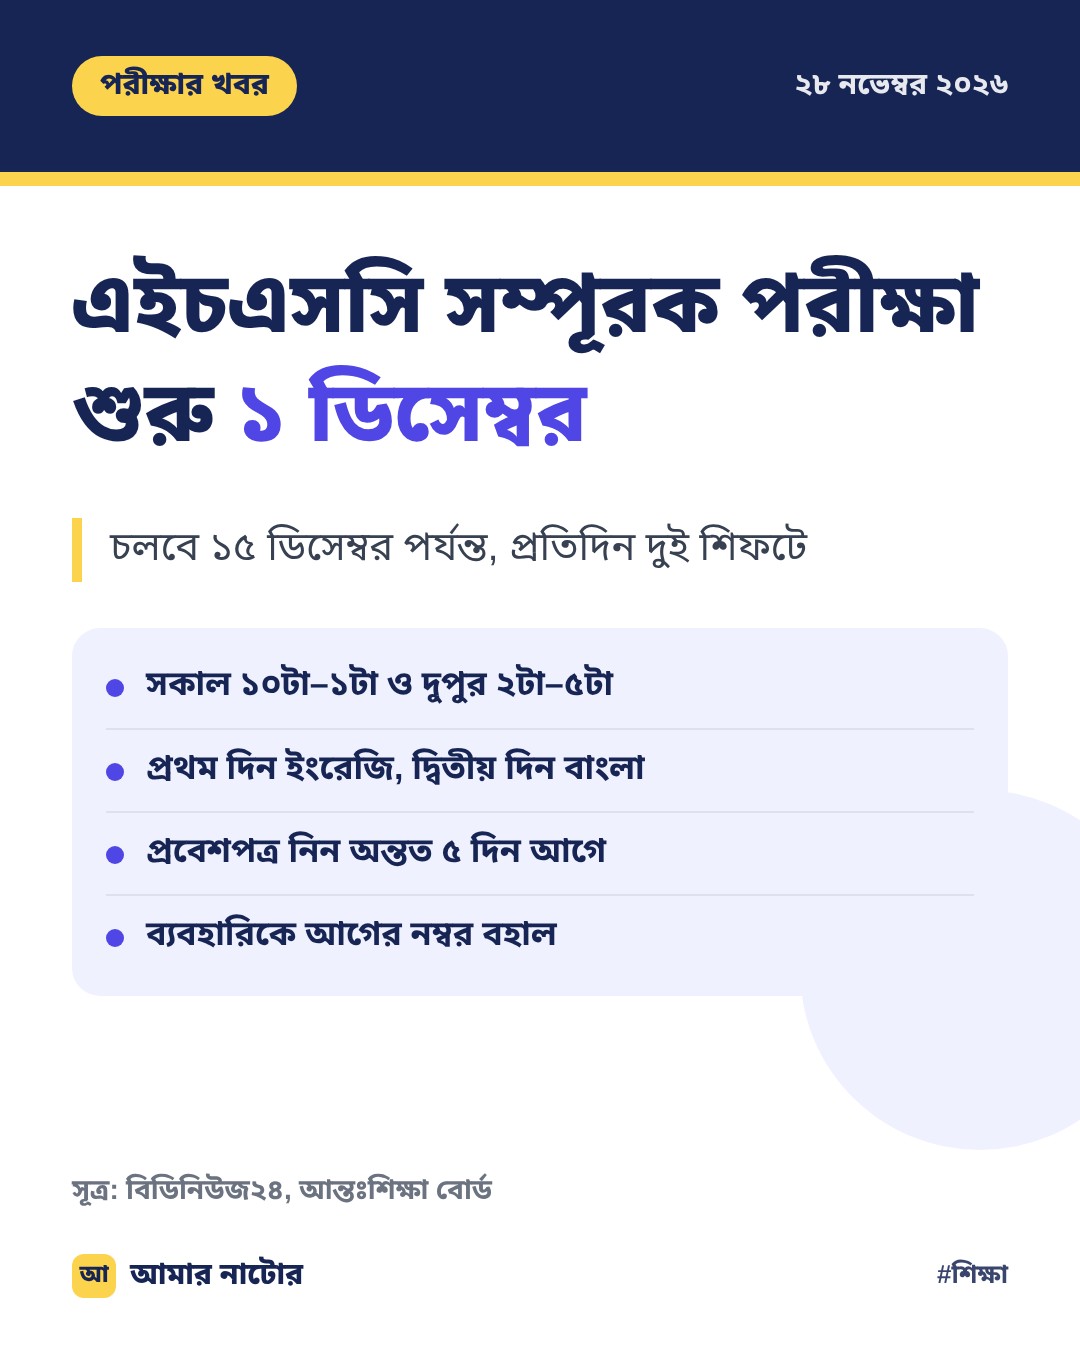 পরীক্ষার খবর
২৮ নভেম্বর ২০২৬
এইচএসসি সম্পূরক পরীক্ষা
শুরু ১ ডিসেম্বর
চলবে ১৫ ডিসেম্বর পর্যন্ত, প্রতিদিন দুই শিফটে
সকাল ১০টা–১টা ও দুপুর ২টা–৫টা
প্রথম দিন ইংরেজি, দ্বিতীয় দিন বাংলা
প্রবেশপত্র নিন অন্তত ৫ দিন আগে
ব্যবহারিকে আগের নম্বর বহাল
সূত্র: বিডিনিউজ২৪, আন্তঃশিক্ষা বোর্ড
আ আমার নাটোর
#শিক্ষা